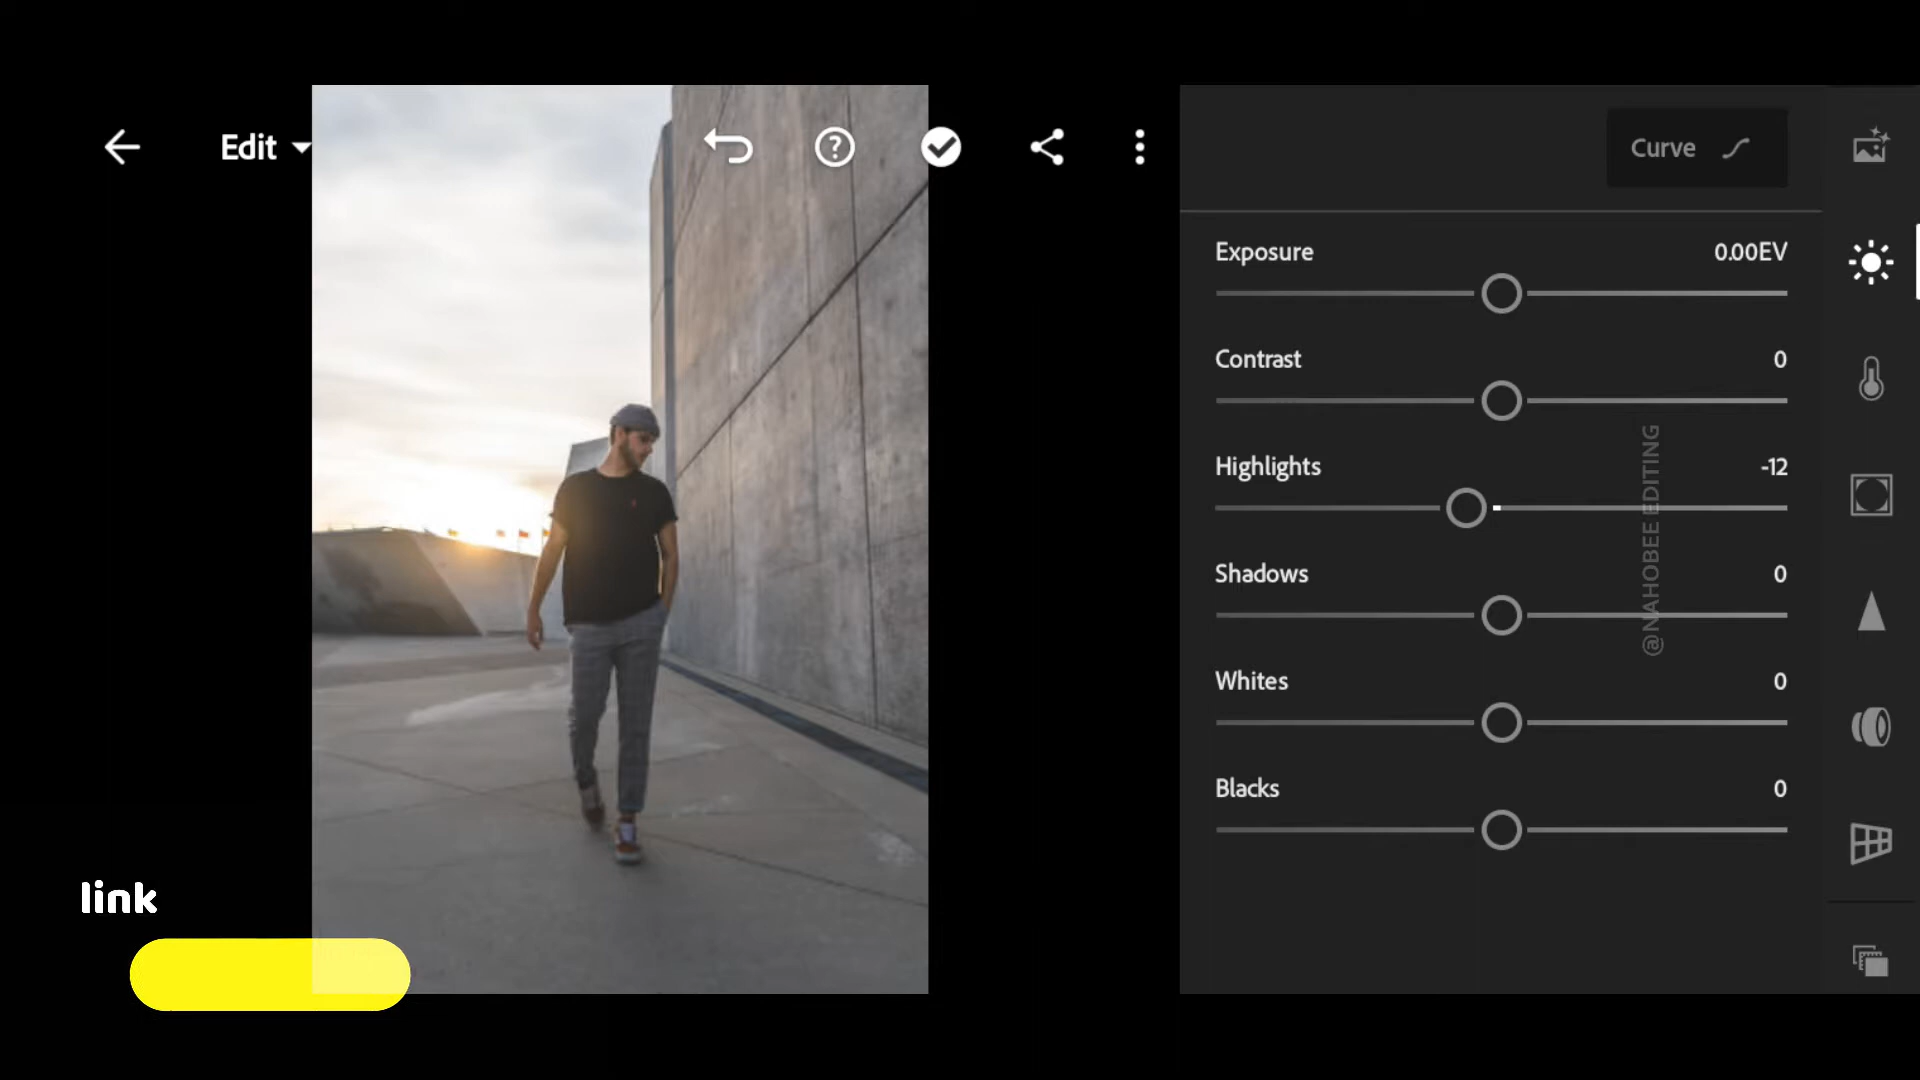 Edit
Curve
Exposure 0.00EV
Contrast 0
Highlights -12
Shadows 0
Whites 0
Blacks 0
@NAHOBEE EDITING
link